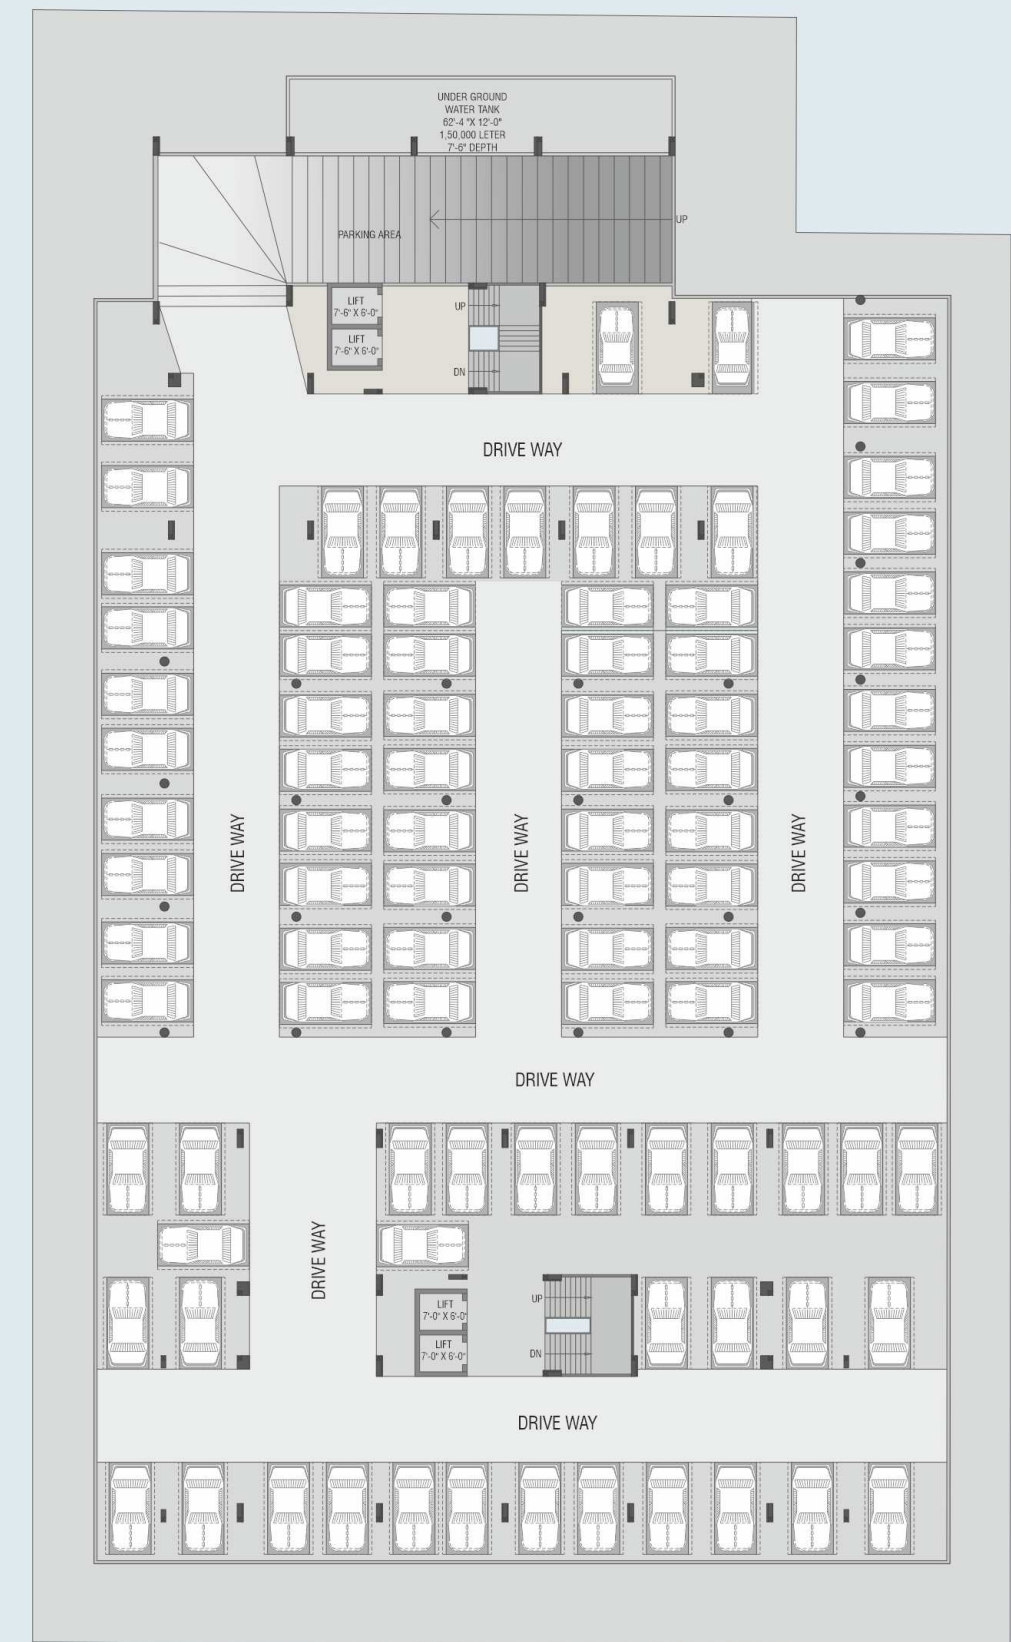 UNDER GROUND
WATER TANK
62'-4 "X 12'-0"
1,50,000 LETER
7'-6" DEPTH
UP
PARKING AREA
LIFT
7'-6" X 6'-0"
UP
LIFT
7'-6" X 6'-0"
DN
DRIVE WAY
DRIVE WAY
DRIVE WAY
DRIVE WAY
DRIVE WAY
DRIVE WAY
LIFT
7'-0" X 6'-0"
UP
LIFT
7'-0" X 6'-0"
DN
DRIVE WAY